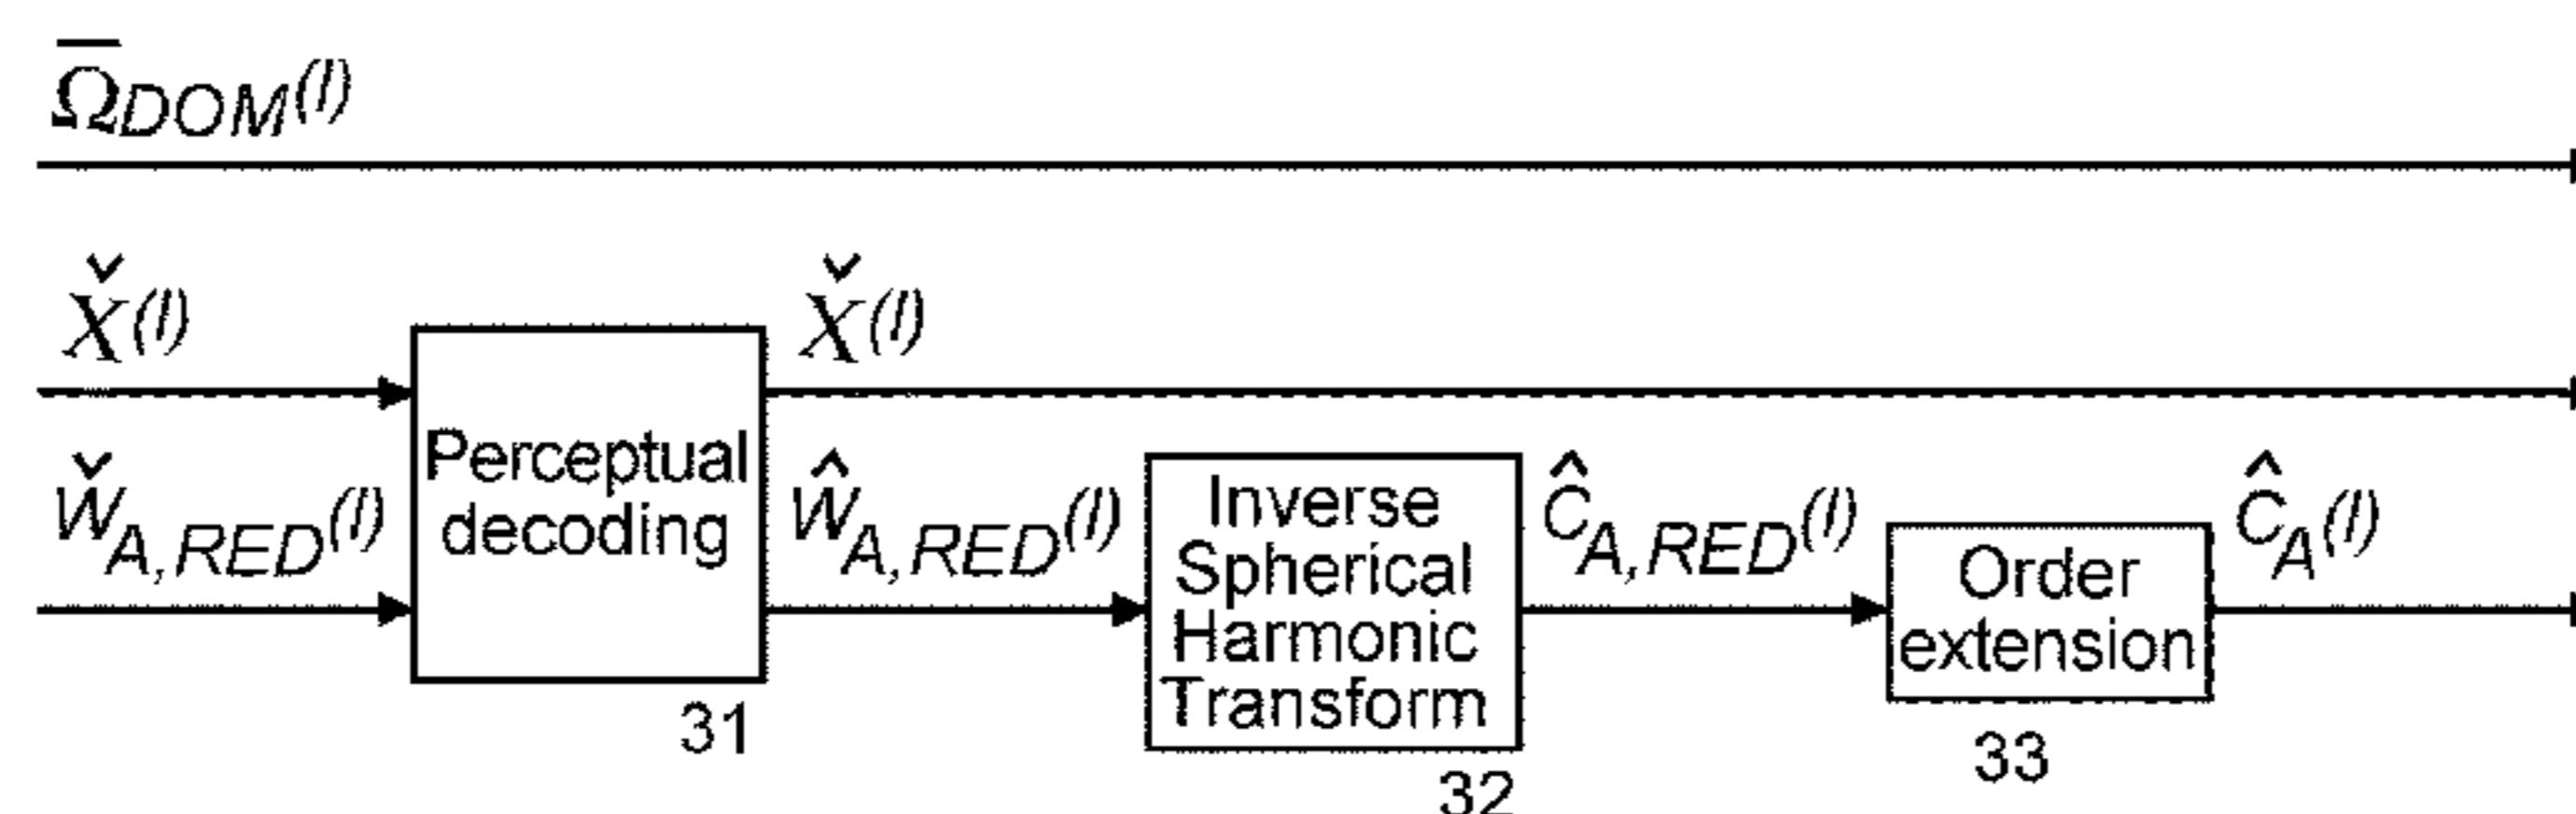 Ω̅DOM(l)
X̌(l) X̌(l)
Perceptual
decoding
W̌A,RED(l) ŴA,RED(l)
Inverse
Spherical
Harmonic
Transform
ĈA,RED(l)
Order
extension
ĈA(l)
31
32
33